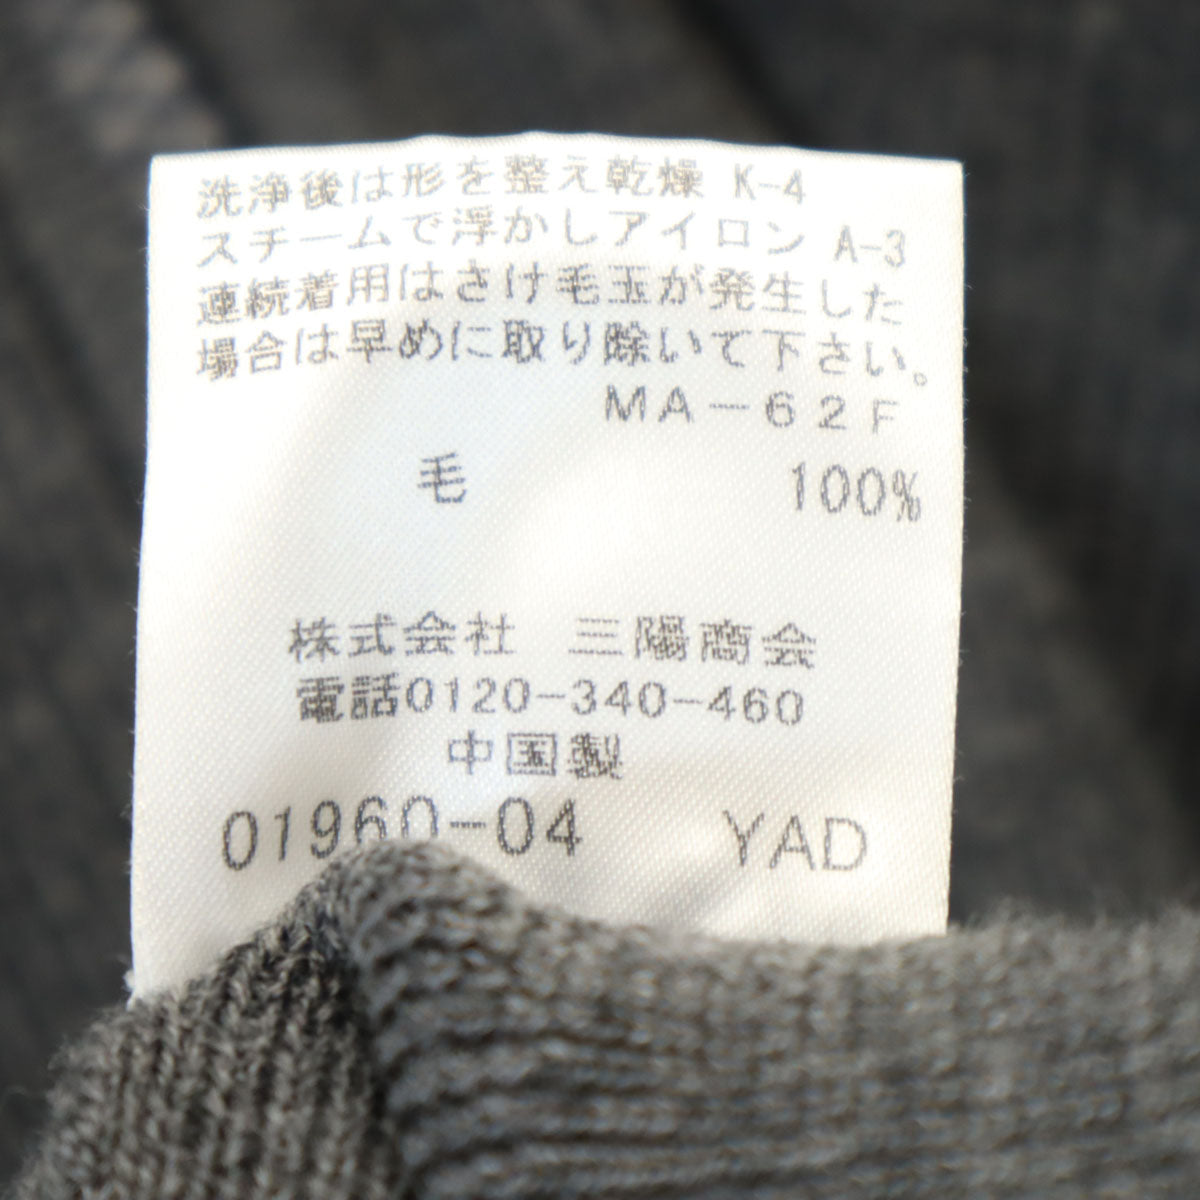 洗浄後は形を整え乾燥 K-4
スチームで浮かしアイロン A-3
連続着用はさけ毛玉が発生した
場合は早めに取り除いて下さい。
MA-62F
毛 100%
株式会社 三陽商会
電話0120-340-460
中国製
01960-04 YAD